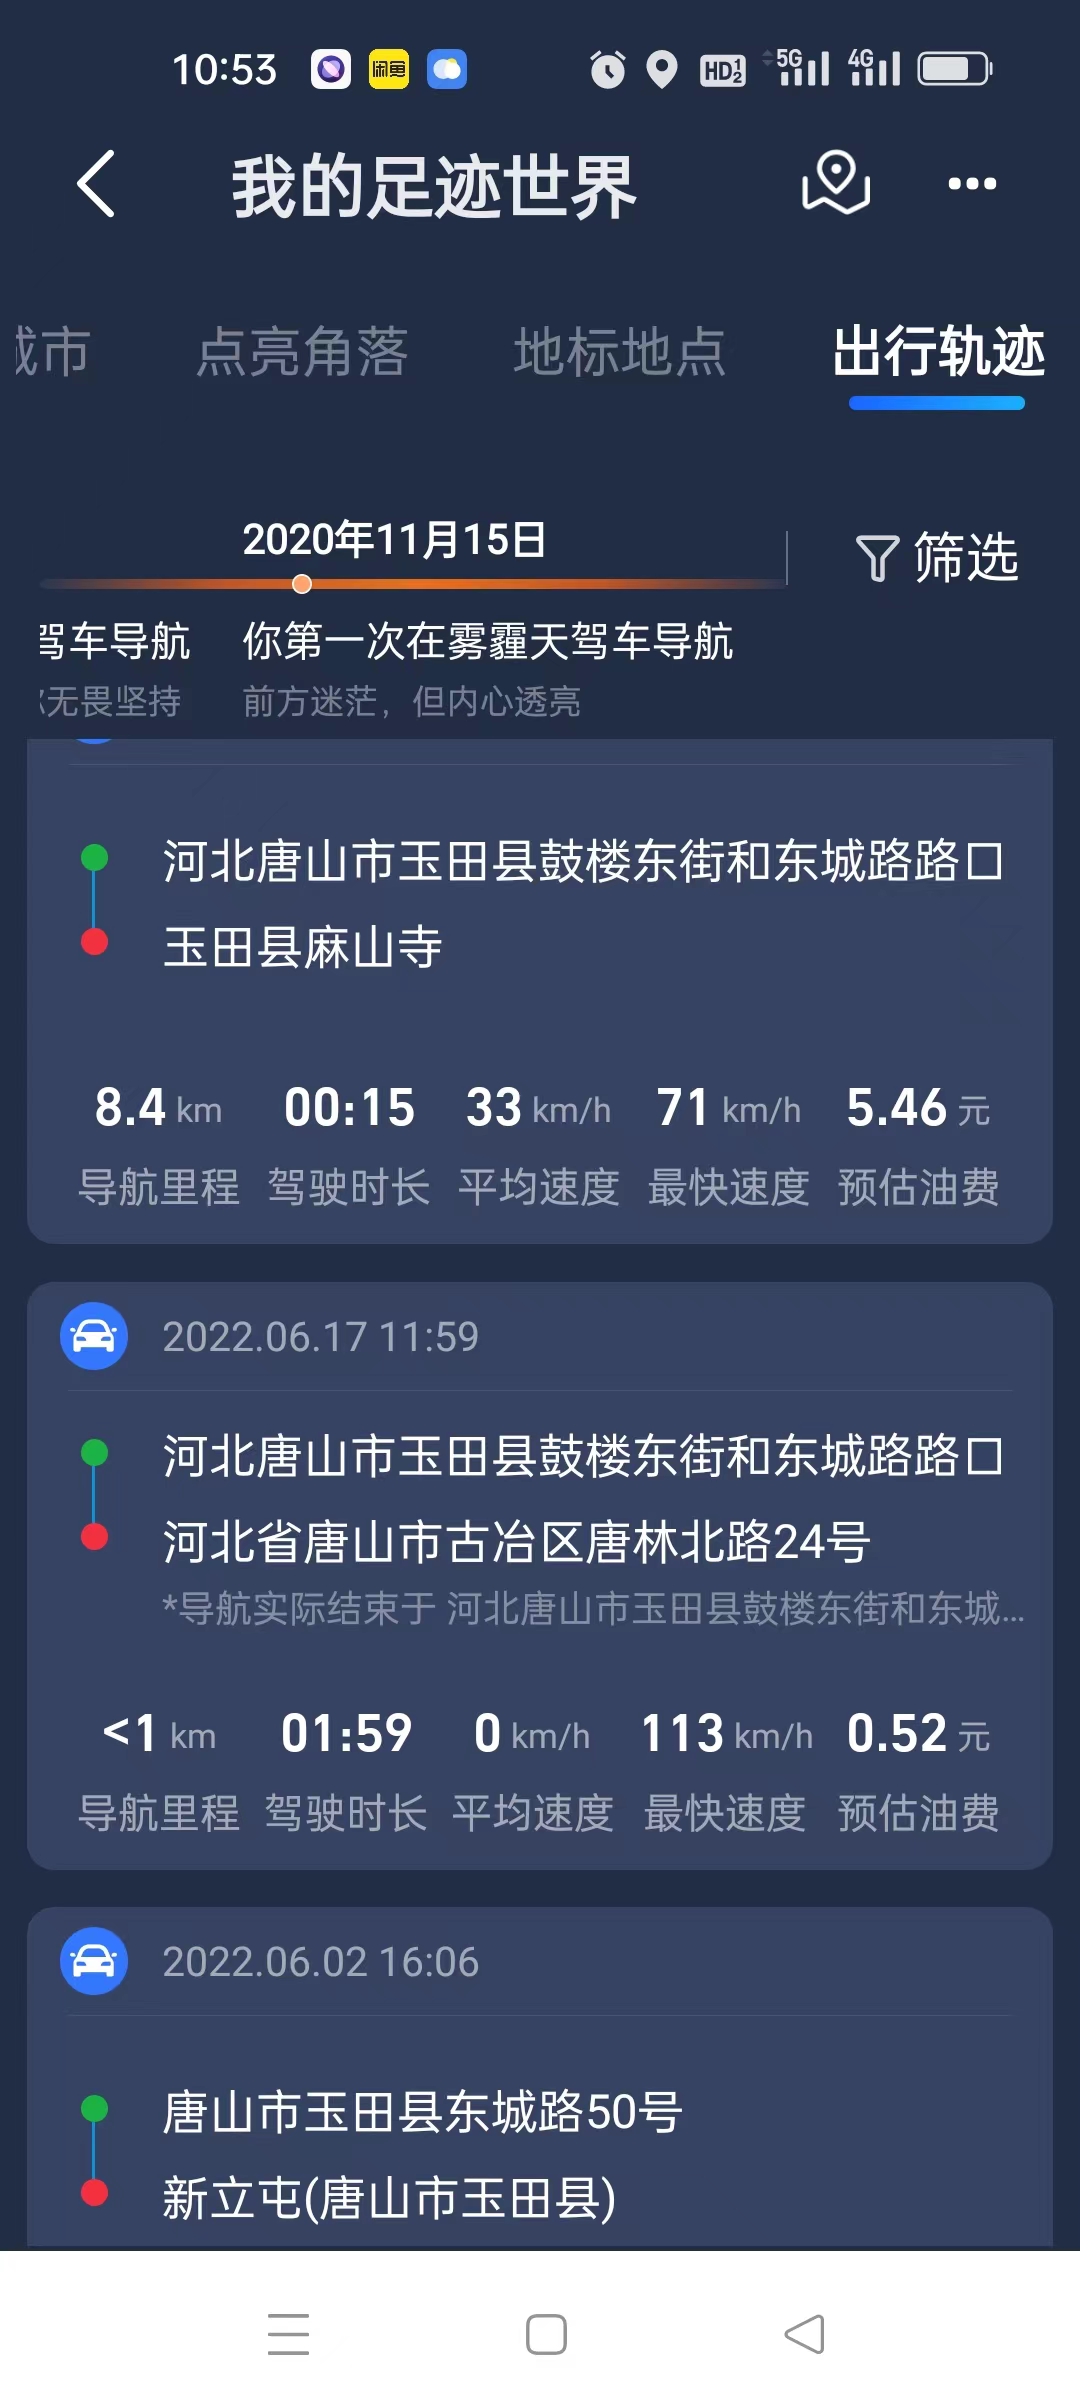 10:53 闲鱼 HD 1 2 5G 4G
我的足迹世界
城市 点亮角落 地标地点 出行轨迹
2020年11月15日
筛选
驾车导航 你第一次在雾霾天驾车导航
无畏坚持 前方迷茫，但内心透亮
河北唐山市玉田县鼓楼东街和东城路路口
玉田县麻山寺
8.4 km 00:15 33 km/h 71 km/h 5.46 元
导航里程 驾驶时长 平均速度 最快速度 预估油费
2022.06.17 11:59
河北唐山市玉田县鼓楼东街和东城路路口
河北省唐山市古冶区唐林北路24号
*导航实际结束于 河北唐山市玉田县鼓楼东街和东城...
<1 km 01:59 0 km/h 113 km/h 0.52 元
导航里程 驾驶时长 平均速度 最快速度 预估油费
2022.06.02 16:06
唐山市玉田县东城路50号
新立屯(唐山市玉田县)